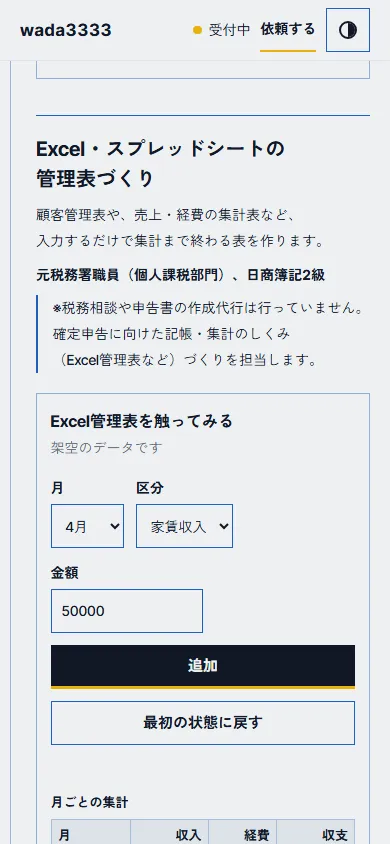 wada3333
受付中
依頼する
Excel・スプレッドシートの
管理表づくり
顧客管理表や、売上・経費の集計表など、
入力するだけで集計まで終わる表を作ります。
元税務署職員（個人課税部門）、日商簿記2級
※税務相談や申告書の作成代行は行っていません。
確定申告に向けた記帳・集計のしくみ
（Excel管理表など）づくりを担当します。
Excel管理表を触ってみる
架空のデータです
月 区分
4月 家賃収入
金額
50000
追加
最初の状態に戻す
月ごとの集計
月 収入 経費 収支